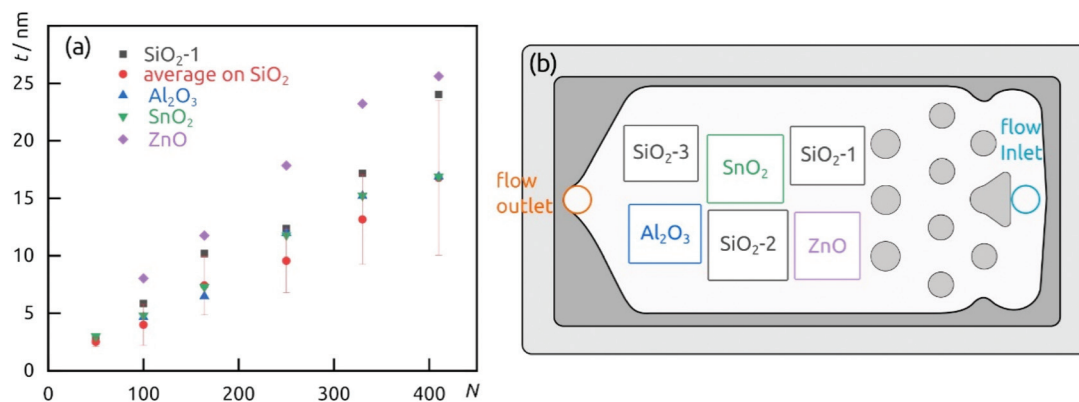 (a)
t / nm
SiO₂-1
average on SiO₂
Al₂O₃
SnO₂
ZnO
25
20
15
10
5
0
0
100
200
300
400
N
(b)
SiO₂-3
SnO₂
SiO₂-1
flow
Inlet
flow
outlet
Al₂O₃
SiO₂-2
ZnO